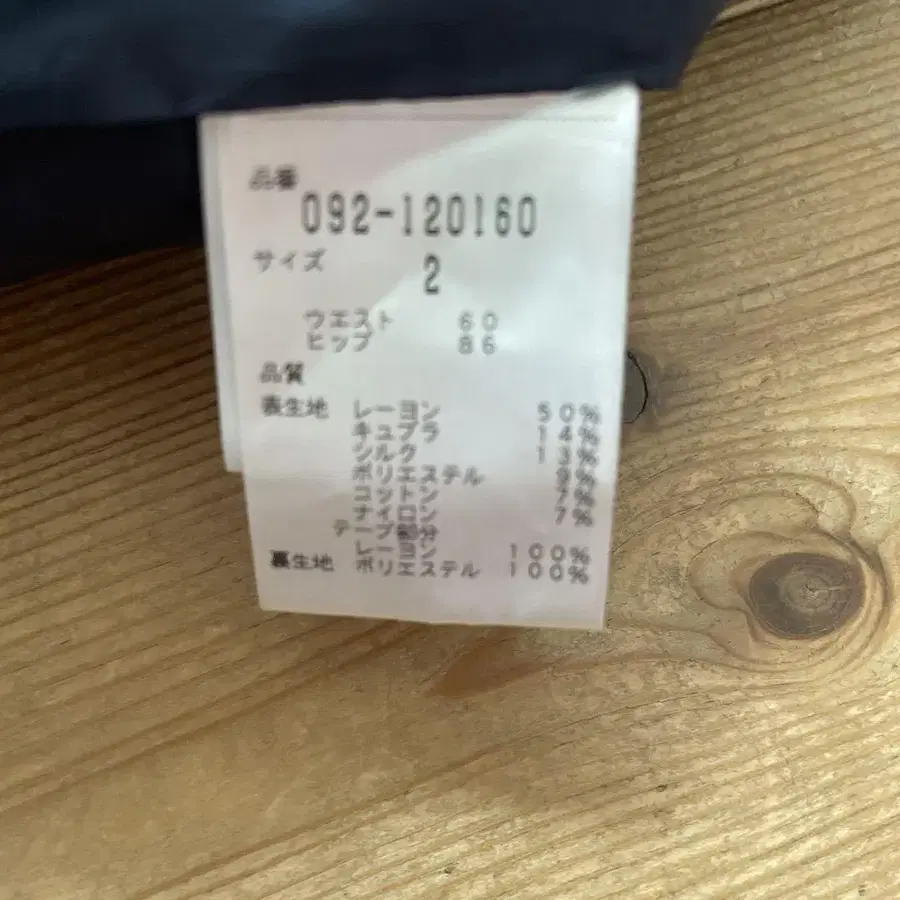 品番
092-120160
サイズ 2
ウエスト 60
ヒップ 86
品質
表生地 レーヨン 50%
キュプラ 14%
シルク 13%
ポリエステル 9%
コットン 7%
ナイロン 7%
テープ部分
レーヨン 100%
裏生地 ポリエステル 100%